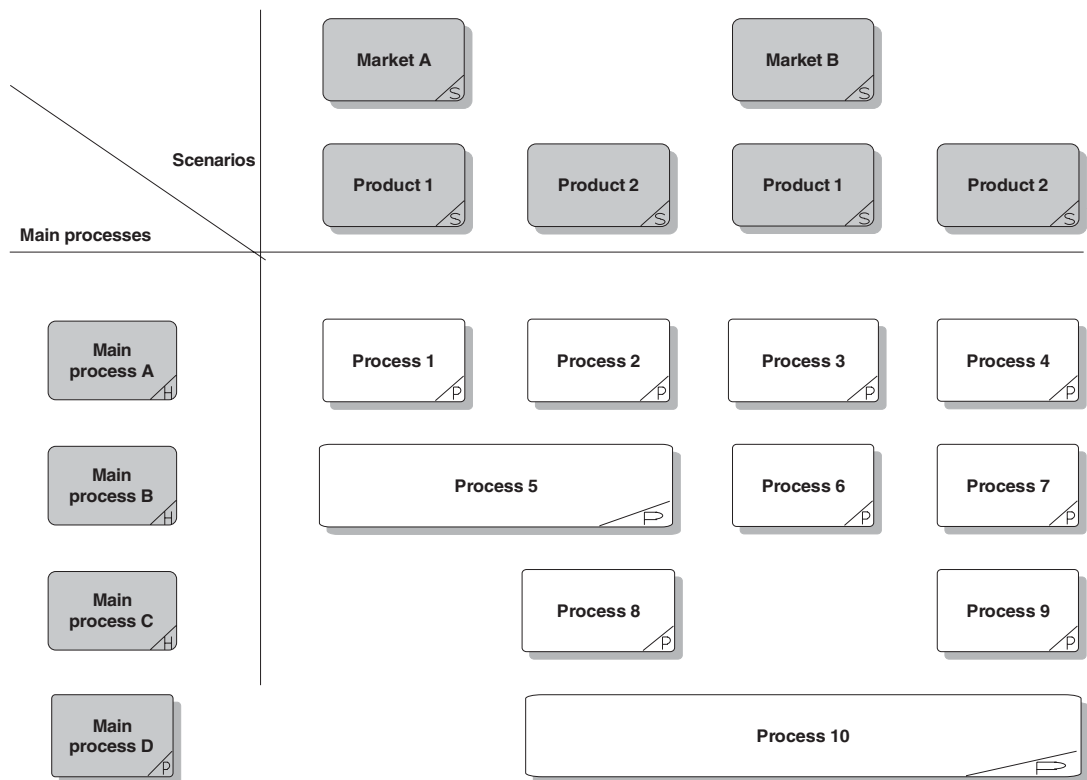 Market A
S
Market B
S
Scenarios
Product 1
S
Product 2
S
Product 1
S
Product 2
S
Main processes
Main
process A
H
Process 1
P
Process 2
P
Process 3
P
Process 4
P
Main
process B
H
Process 5
P
Process 6
P
Process 7
P
Main
process C
H
Process 8
P
Process 9
P
Main
process D
P
Process 10
P